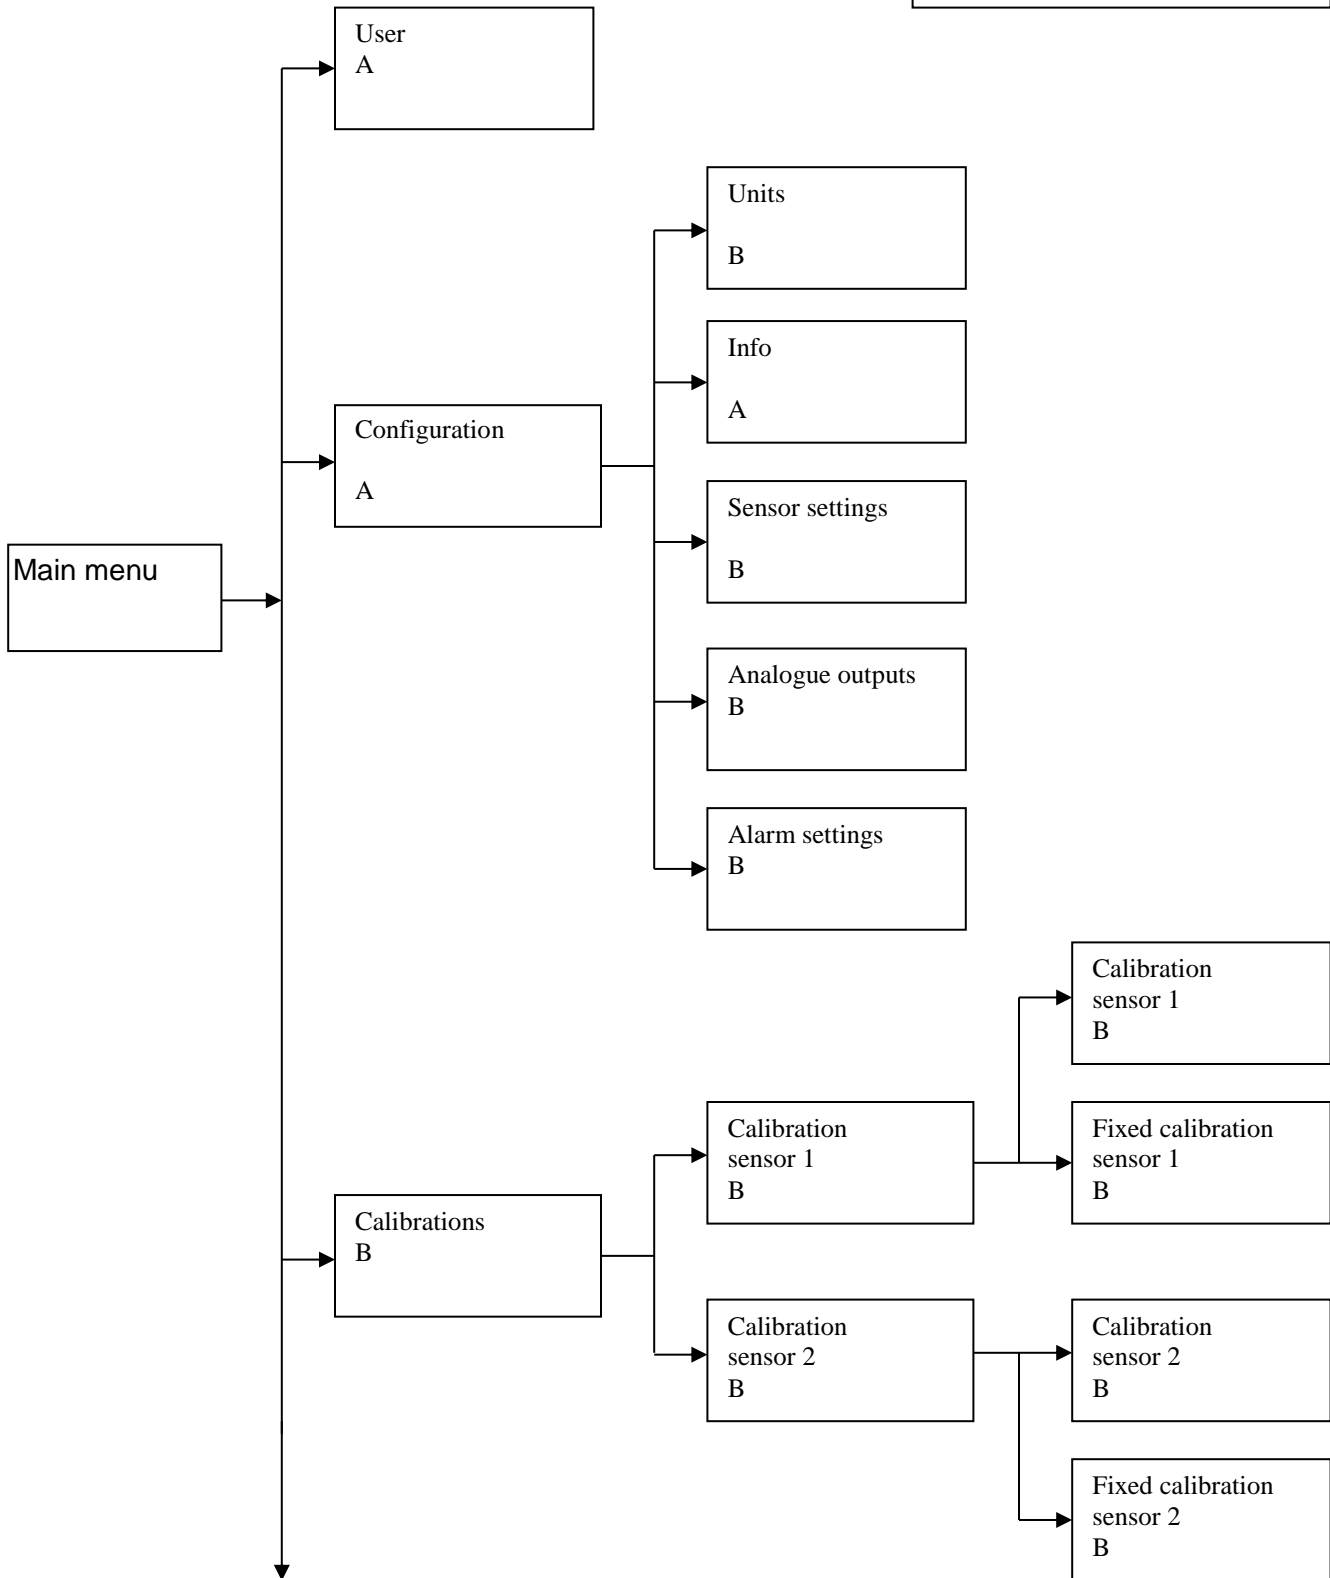 User
A
Units
B
Info
A
Configuration
A
Sensor settings
B
Main menu
Analogue outputs
B
Alarm settings
B
Calibration
sensor 1
B
Calibration
sensor 1
B
Fixed calibration
sensor 1
B
Calibrations
B
Calibration
sensor 2
B
Calibration
sensor 2
B
Fixed calibration
sensor 2
B